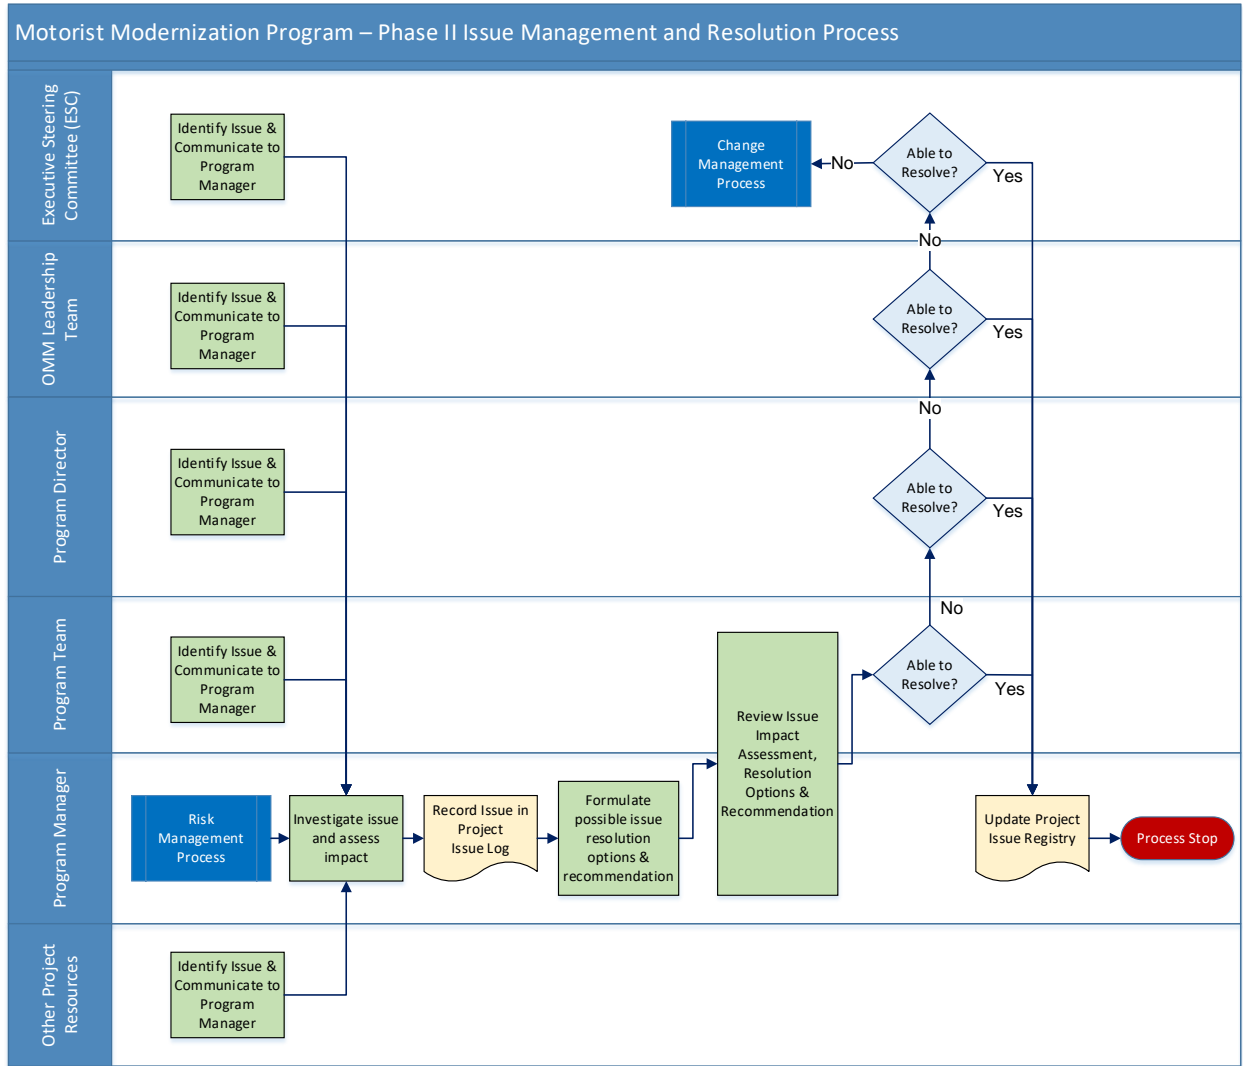 Motorist Modernization Program – Phase II Issue Management and Resolution Process
Executive Steering
Committee (ESC)
Identify Issue &
Communicate to
Program
Manager
Change
Management
Process
No
Able to
Resolve?
Yes
No
OMM Leadership
Team
Identify Issue &
Communicate to
Program
Manager
Able to
Resolve?
Yes
No
Program Director
Identify Issue &
Communicate to
Program
Manager
Able to
Resolve?
Yes
No
Program Team
Identify Issue &
Communicate to
Program
Manager
Able to
Resolve?
Yes
Review Issue
Impact
Assessment,
Resolution
Options &
Recommendation
Program Manager
Risk
Management
Process
Investigate issue
and assess
impact
Record Issue in
Project
Issue Log
Formulate
possible issue
resolution
options &
recommendation
Update Project
Issue Registry
Process Stop
Other Project
Resources
Identify Issue &
Communicate to
Program
Manager